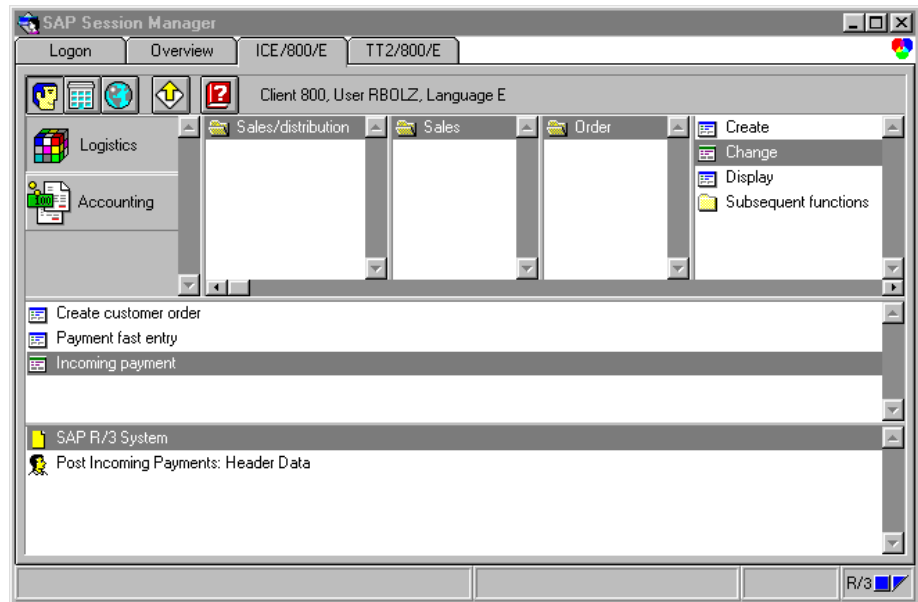 SAP Session Manager
Logon Overview ICE/800/E TT2/800/E
Client 800, User RBOLZ, Language E
Logistics
Accounting
100
Sales/distribution
Sales
Order
Create
Change
Display
Subsequent functions
Create customer order
Payment fast entry
Incoming payment
SAP R/3 System
Post Incoming Payments: Header Data
R/3